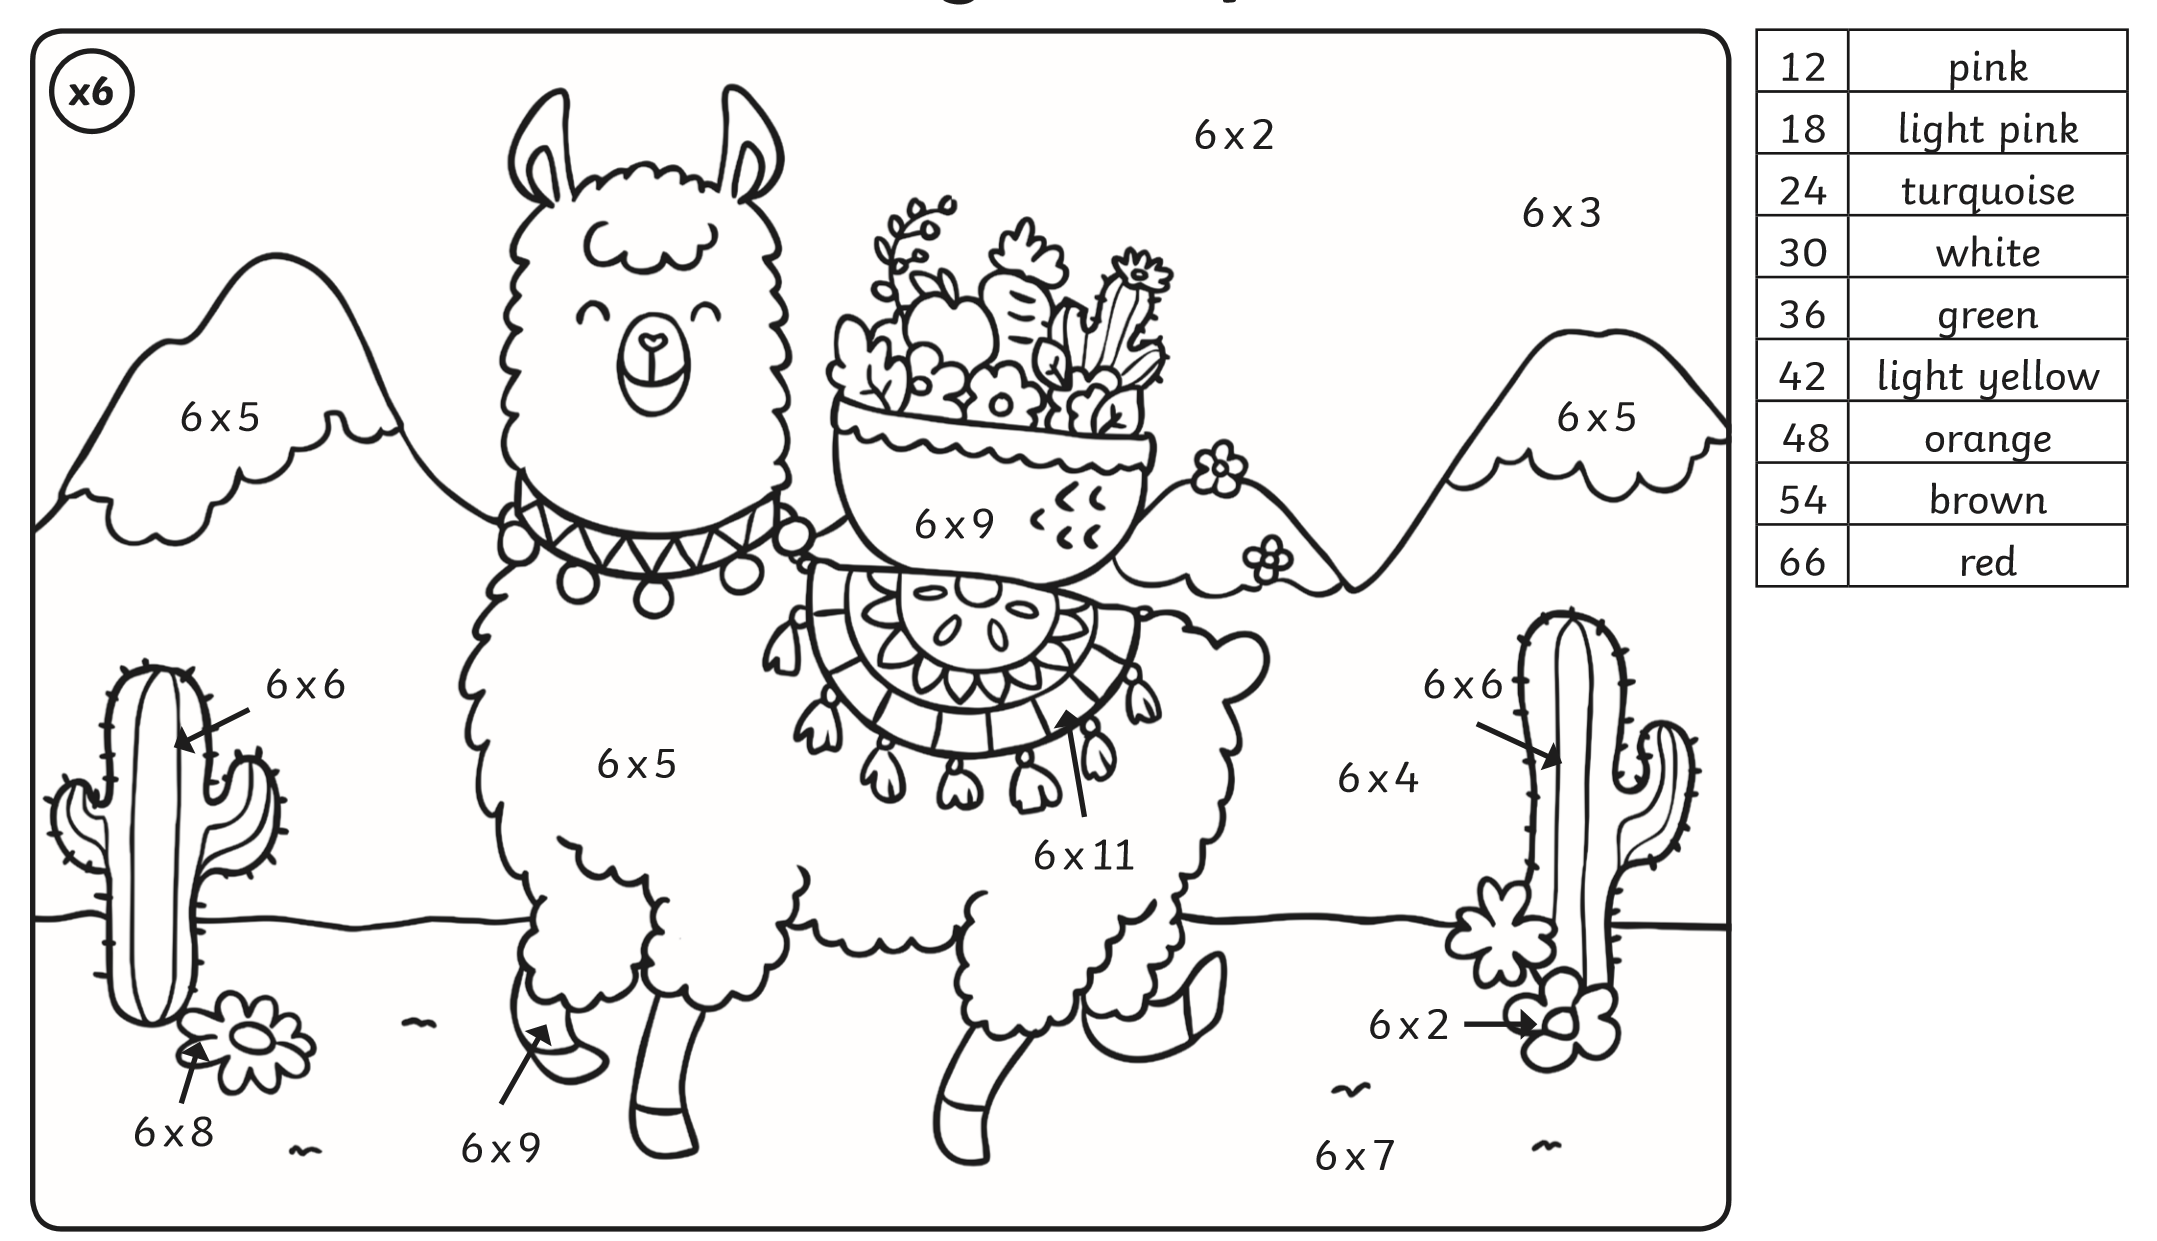 x6
6 x 2
6 x 3
6 x 5
6 x 5
6 x 9
6 x 6
6 x 6
6 x 5
6 x 4
6 x 11
6 x 2
6 x 8
6 x 9
6 x 7
12 pink
18 light pink
24 turquoise
30 white
36 green
42 light yellow
48 orange
54 brown
66 red